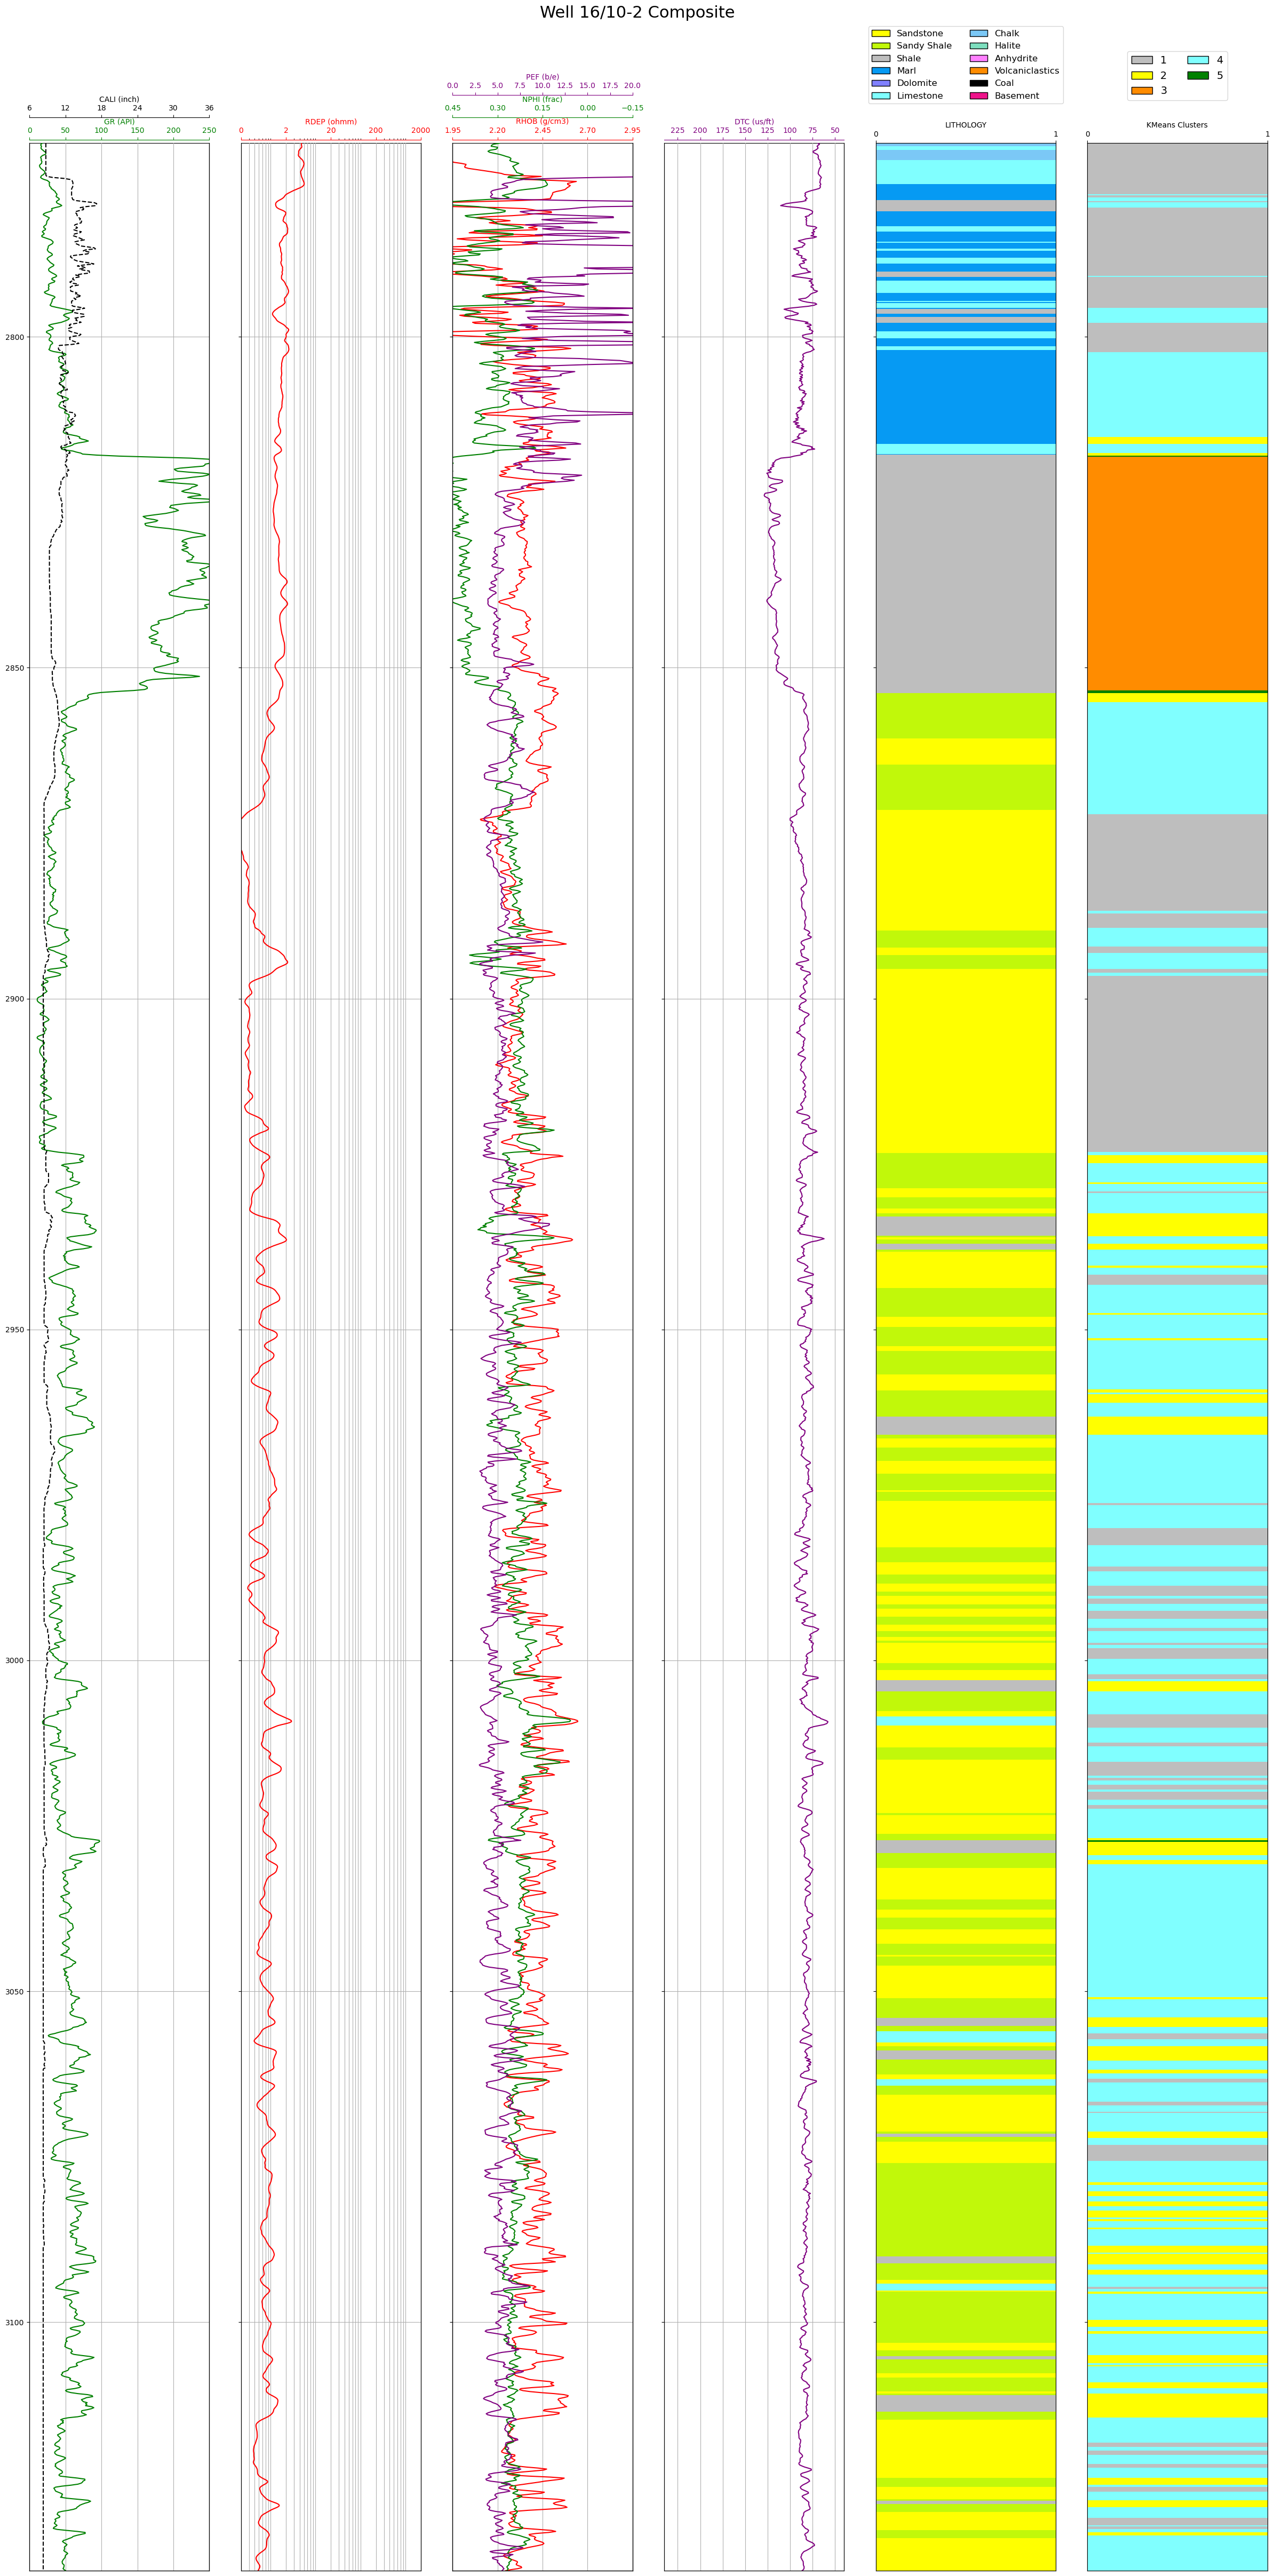 Well 16/10-2 Composite
Sandstone Chalk
Sandy Shale Halite
Shale Anhydrite
Marl Volcaniclastics
Dolomite Coal
Limestone Basement
1 4
2 5
3
PEF (b/e)
0.0 2.5 5.0 7.5 10.0 12.5 15.0 17.5 20.0
CALI (inch)
6 12 18 24 30 36
NPHI (frac)
0.45 0.30 0.15 0.00 −0.15
GR (API)
0 50 100 150 200 250
RDEP (ohmm)
0 2 20 200 2000
RHOB (g/cm3)
1.95 2.20 2.45 2.70 2.95
DTC (us/ft)
225 200 175 150 125 100 75 50
LITHOLOGY
0 1
KMeans Clusters
0 1
2800
2850
2900
2950
3000
3050
3100